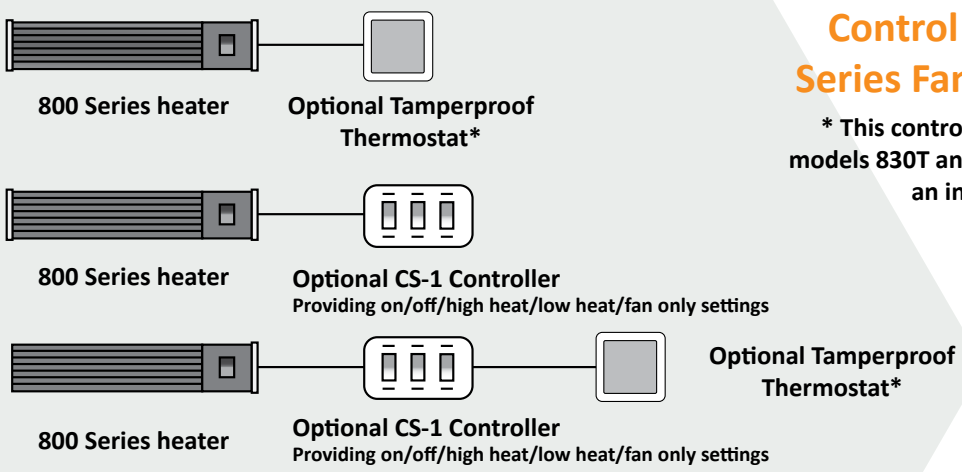 Control
Series Fan
* This contro
models 830T an
an in
800 Series heater
Optional Tamperproof
Thermostat*
800 Series heater
Optional CS-1 Controller
Providing on/off/high heat/low heat/fan only settings
Optional Tamperproof
Thermostat*
800 Series heater
Optional CS-1 Controller
Providing on/off/high heat/low heat/fan only settings